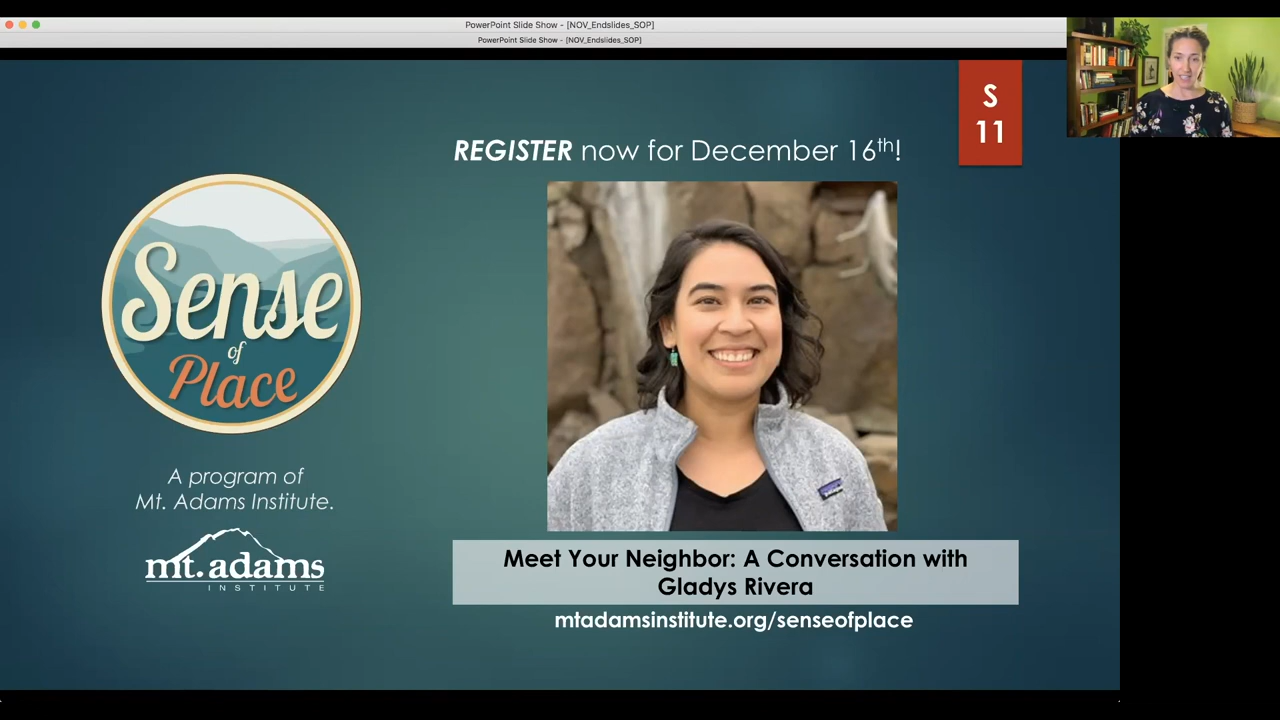 PowerPoint Slide Show - [NOV_Endslides_SOP]
PowerPoint Slide Show - [NOV_Endslides_SOP]
S
11
REGISTER now for December 16th!
Sense
of
Place
A program of
Mt. Adams Institute.
mt. adams
INSTITUTE
Meet Your Neighbor: A Conversation with
Gladys Rivera
mtadamsinstitute.org/senseofplace